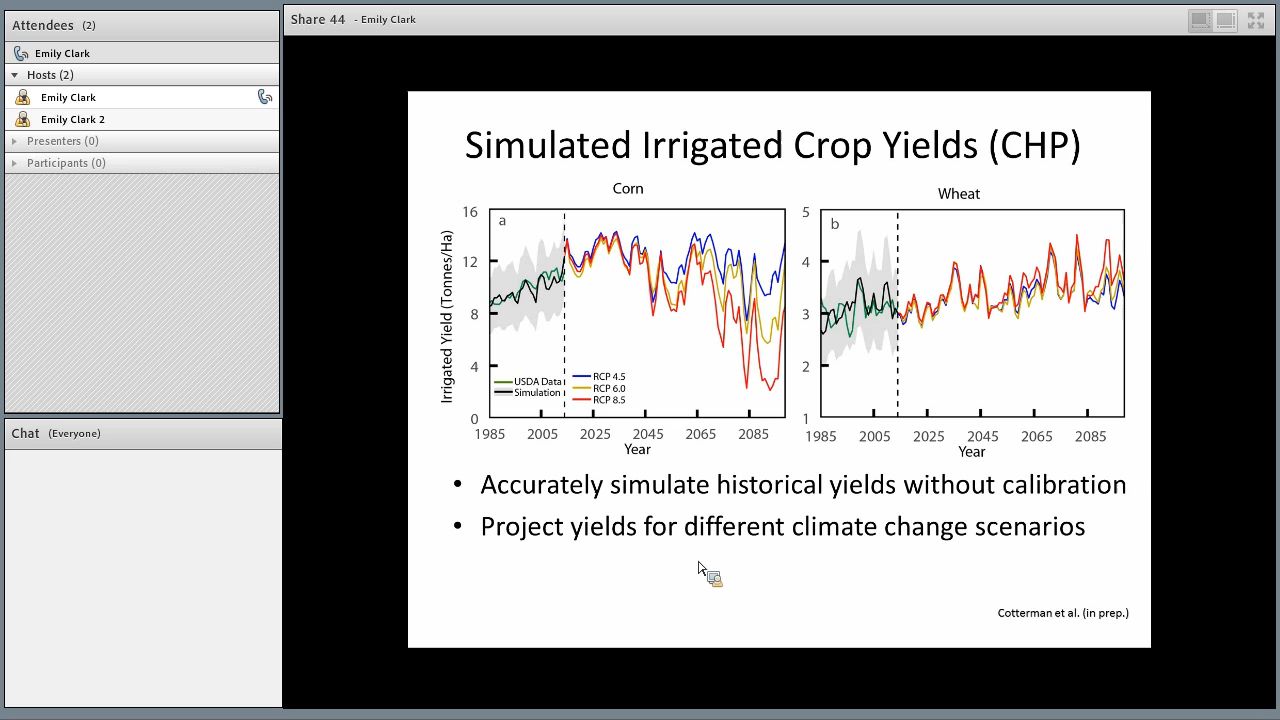 Attendees (2)
Emily Clark
Hosts (2)
Emily Clark
Emily Clark 2
Presenters (0)
Participants (0)
Chat (Everyone)
Share 44 - Emily Clark
Simulated Irrigated Crop Yields (CHP)
Corn
Irrigated Yield (Tonnes/Ha)
16
12
8
4
0
a
USDA Data
Simulation
RCP 4.5
RCP 6.0
RCP 8.5
1985 2005 2025 2045 2065 2085
Year
Wheat
5
4
3
2
1
b
1985 2005 2025 2045 2065 2085
Year
• Accurately simulate historical yields without calibration
• Project yields for different climate change scenarios
Cotterman et al. (in prep.)